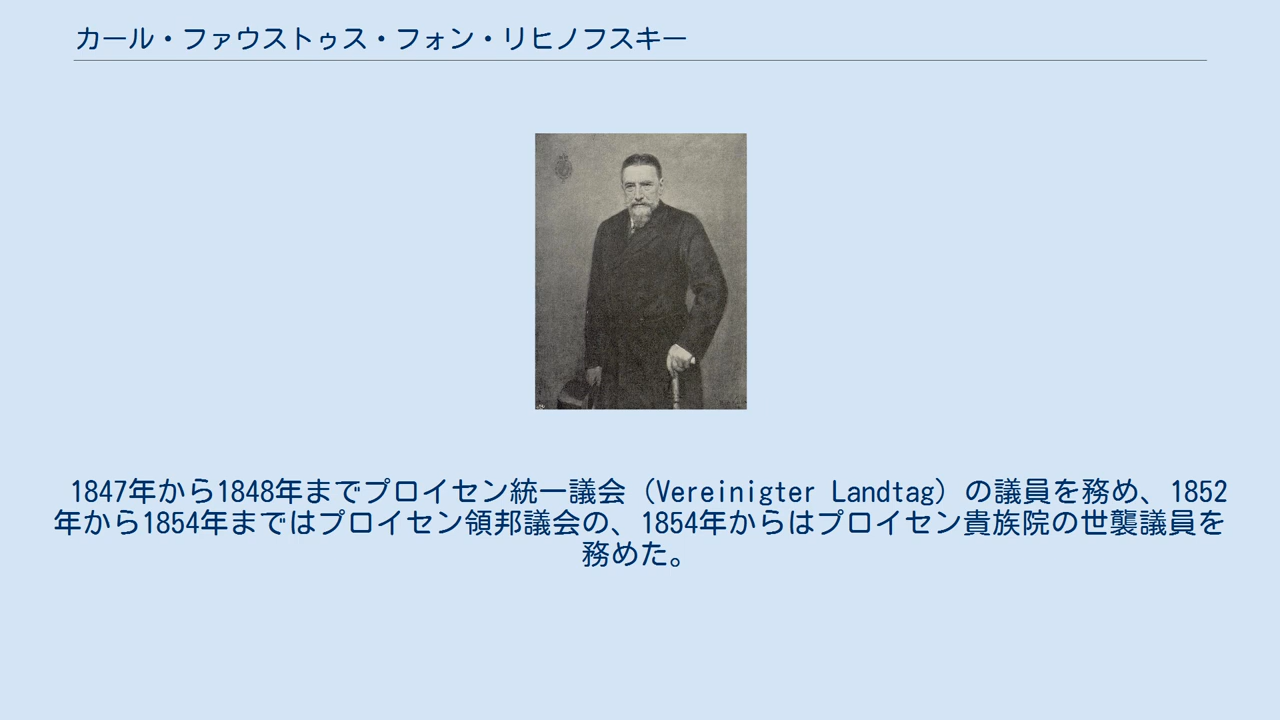 カール・ファウストゥス・フォン・リヒノフスキー
1847年から1848年までプロイセン統一議会（Vereinigter Landtag）の議員を務め、1852
年から1854年まではプロイセン領邦議会の、1854年からはプロイセン貴族院の世襲議員を
務めた。